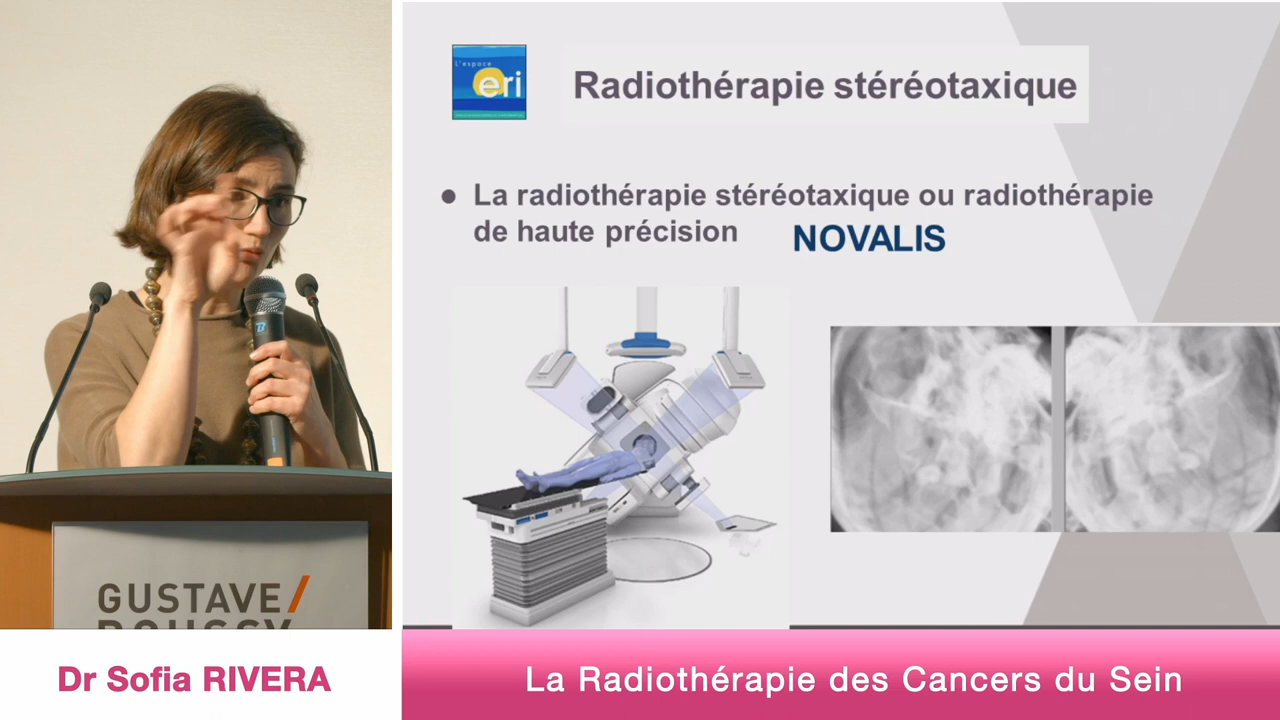 L'espace
eri
Radiothérapie stéréotaxique
● La radiothérapie stéréotaxique ou radiothérapie
de haute précision
NOVALIS
GUSTAVE/
ROUSSY
Dr Sofia RIVERA
La Radiothérapie des Cancers du Sein